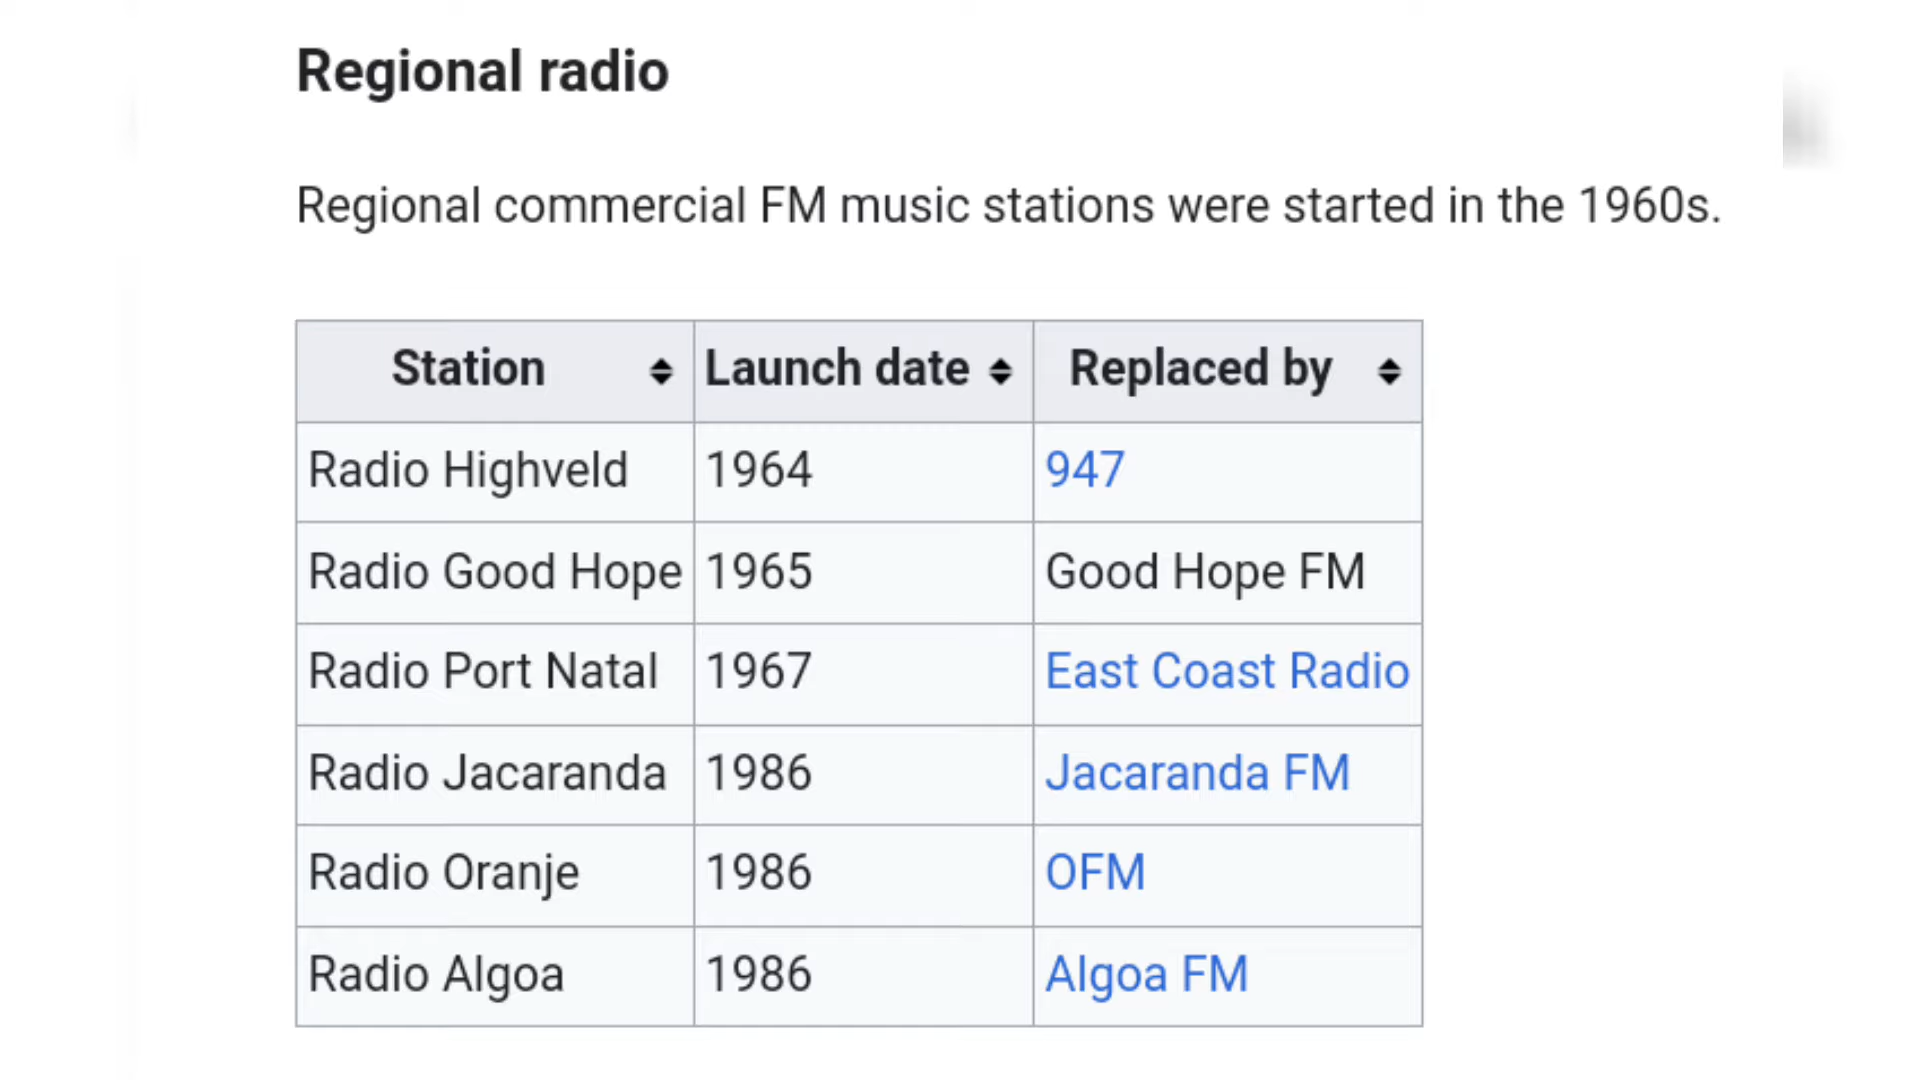 Regional radio
Regional commercial FM music stations were started in the 1960s.
Station Launch date Replaced by
Radio Highveld 1964 947
Radio Good Hope 1965 Good Hope FM
Radio Port Natal 1967 East Coast Radio
Radio Jacaranda 1986 Jacaranda FM
Radio Oranje 1986 OFM
Radio Algoa 1986 Algoa FM